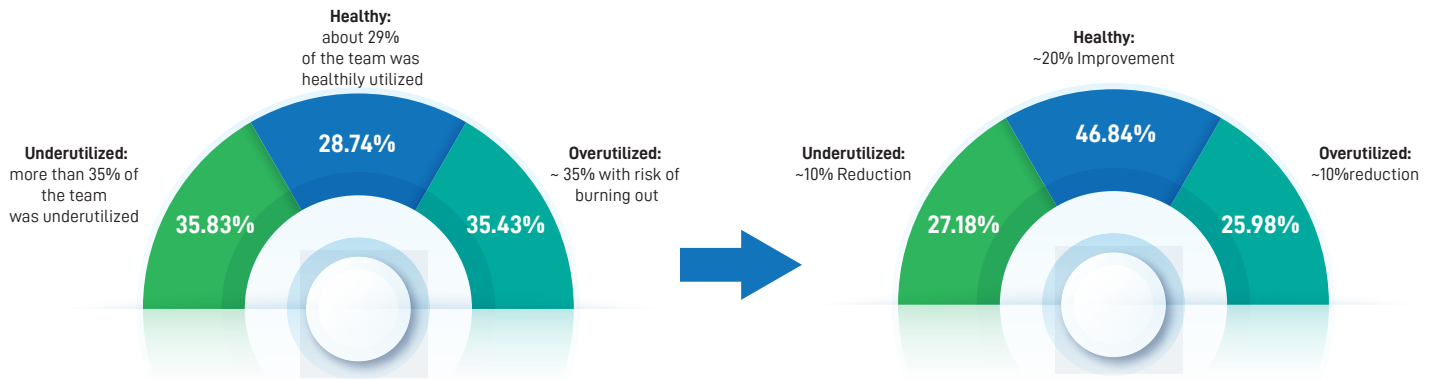 Healthy:
about 29%
of the team was
healthily utilized
Underutilized:
more than 35% of
the team
was underutilized
28.74%
35.83%
35.43%
Overutilized:
~ 35% with risk of
burning out
Healthy:
~20% Improvement
Underutilized:
~10% Reduction
46.84%
27.18%
25.98%
Overutilized:
~10%reduction